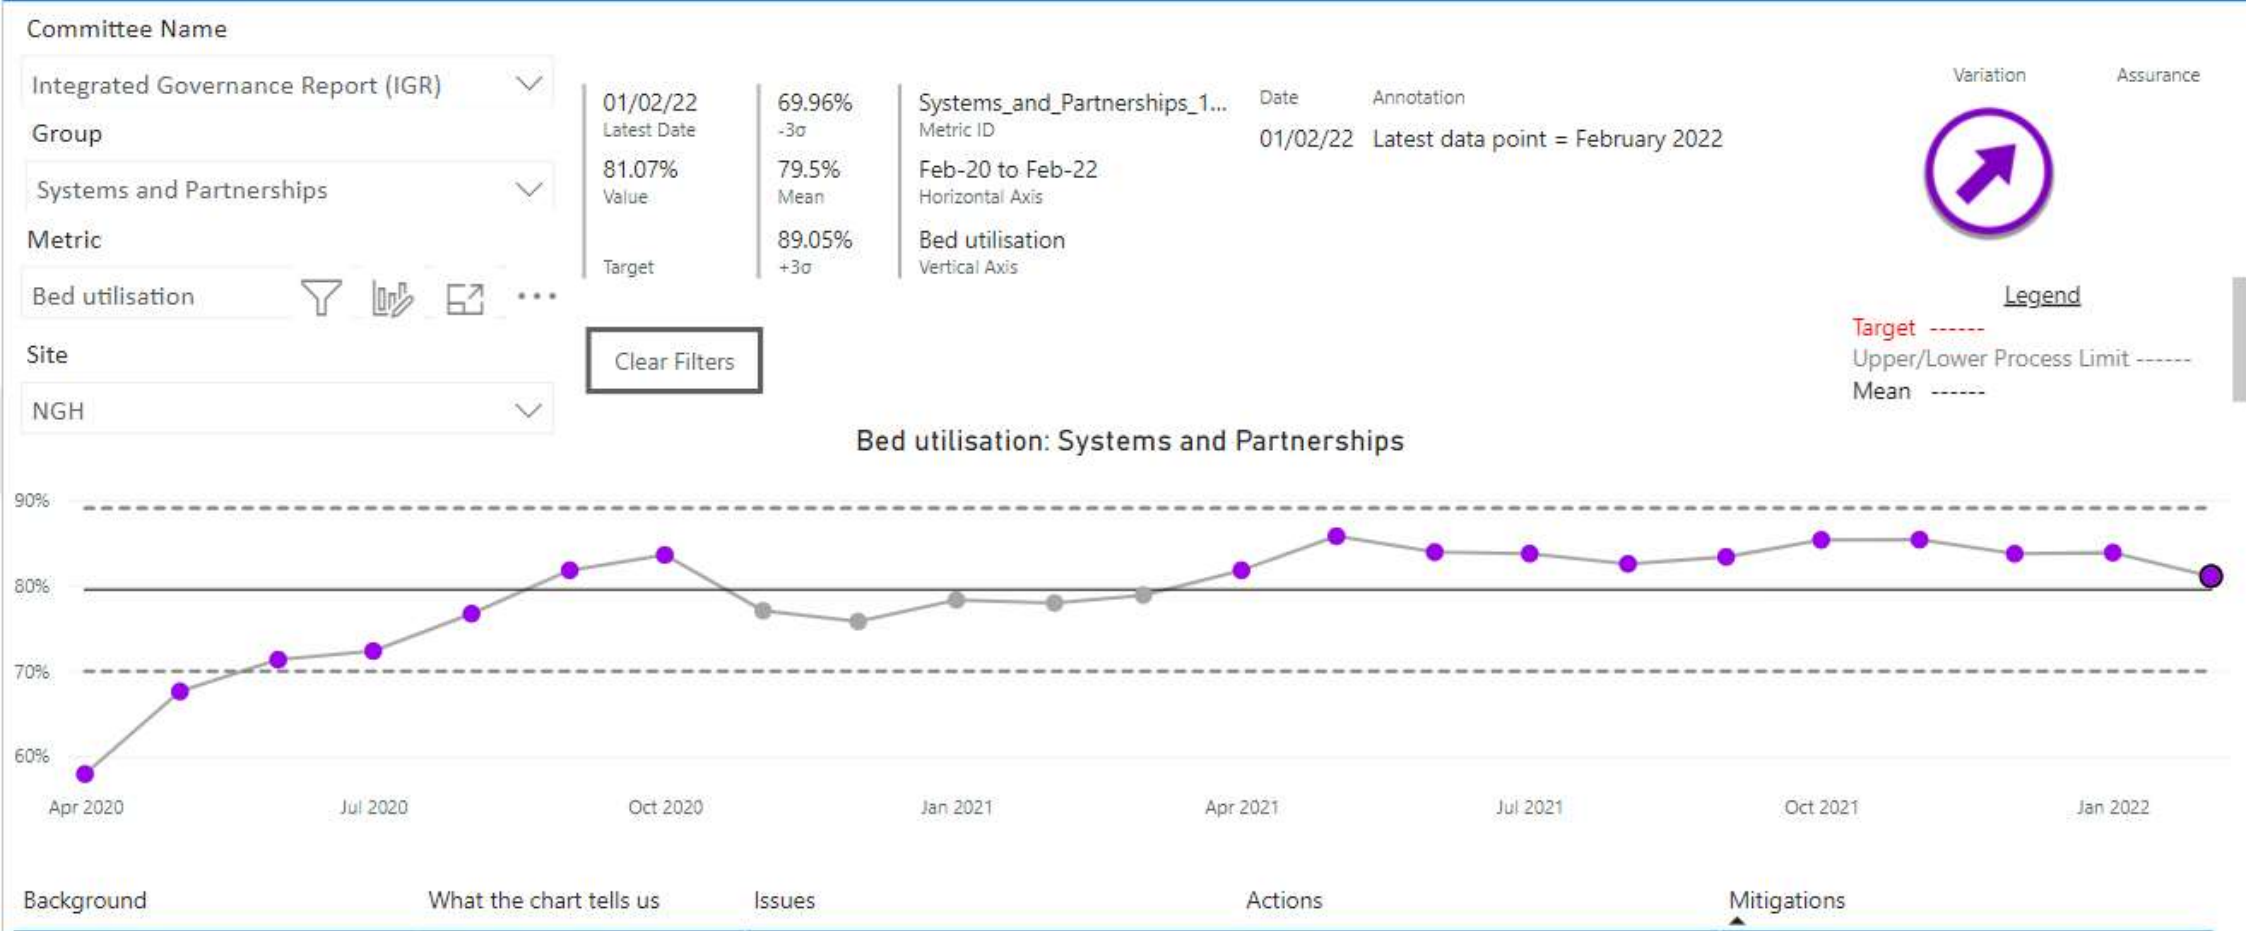 Committee Name
Integrated Governance Report (IGR)
Group
Systems and Partnerships
Metric
Bed utilisation
Site
NGH
01/02/22
Latest Date
81.07%
Value
Target
69.96%
-3σ
79.5%
Mean
89.05%
+3σ
Systems_and_Partnerships_1...
Metric ID
Feb-20 to Feb-22
Horizontal Axis
Bed utilisation
Vertical Axis
Clear Filters
Date Annotation
01/02/22 Latest data point = February 2022
Variation Assurance
Legend
Target ------
Upper/Lower Process Limit ------
Mean ------
Bed utilisation: Systems and Partnerships
90%
80%
70%
60%
Apr 2020 Jul 2020 Oct 2020 Jan 2021 Apr 2021 Jul 2021 Oct 2021 Jan 2022
Background What the chart tells us Issues Actions Mitigations